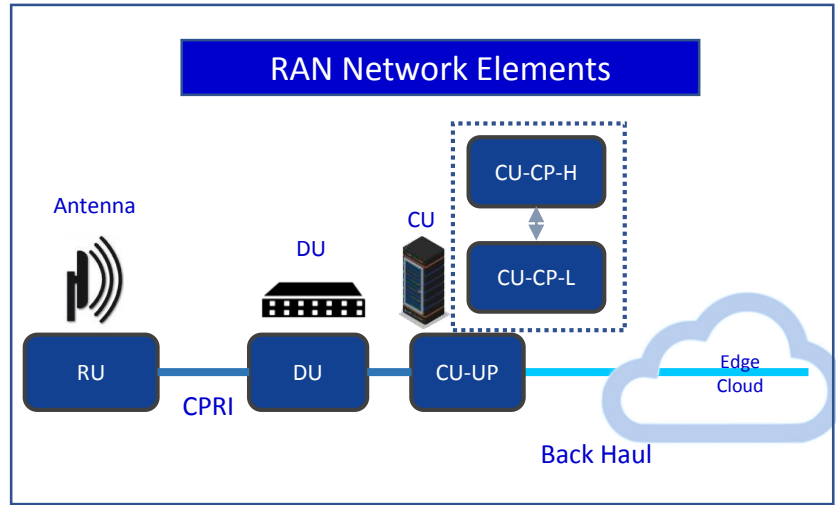 RAN Network Elements
CU-CP-H
Antenna
CU
DU
CU-CP-L
RU
DU
CU-UP
Edge
Cloud
CPRI
Back Haul